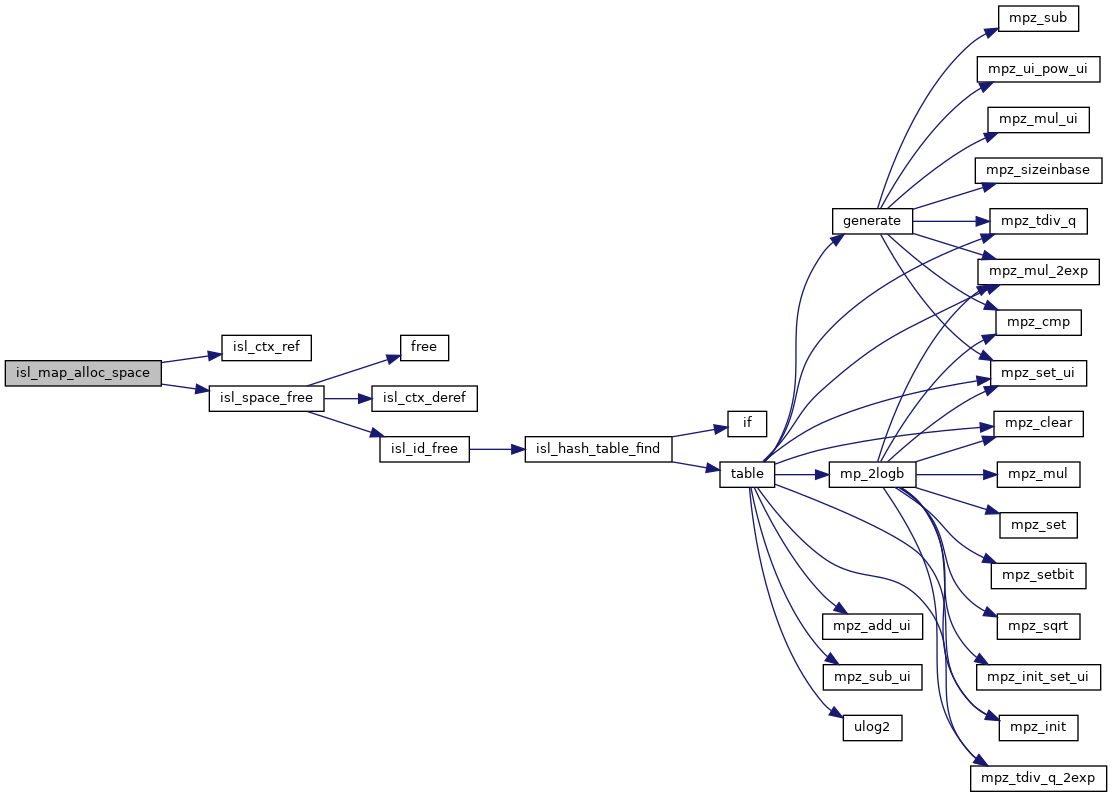 mpz_sub
mpz_ui_pow_ui
mpz_mul_ui
mpz_sizeinbase
generate
mpz_tdiv_q
mpz_mul_2exp
mpz_cmp
isl_ctx_ref
free
isl_map_alloc_space
mpz_set_ui
isl_space_free
isl_ctx_deref
if
mpz_clear
isl_id_free
isl_hash_table_find
table
mp_2logb
mpz_mul
mpz_set
mpz_setbit
mpz_add_ui
mpz_sqrt
mpz_sub_ui
mpz_init_set_ui
ulog2
mpz_init
mpz_tdiv_q_2exp